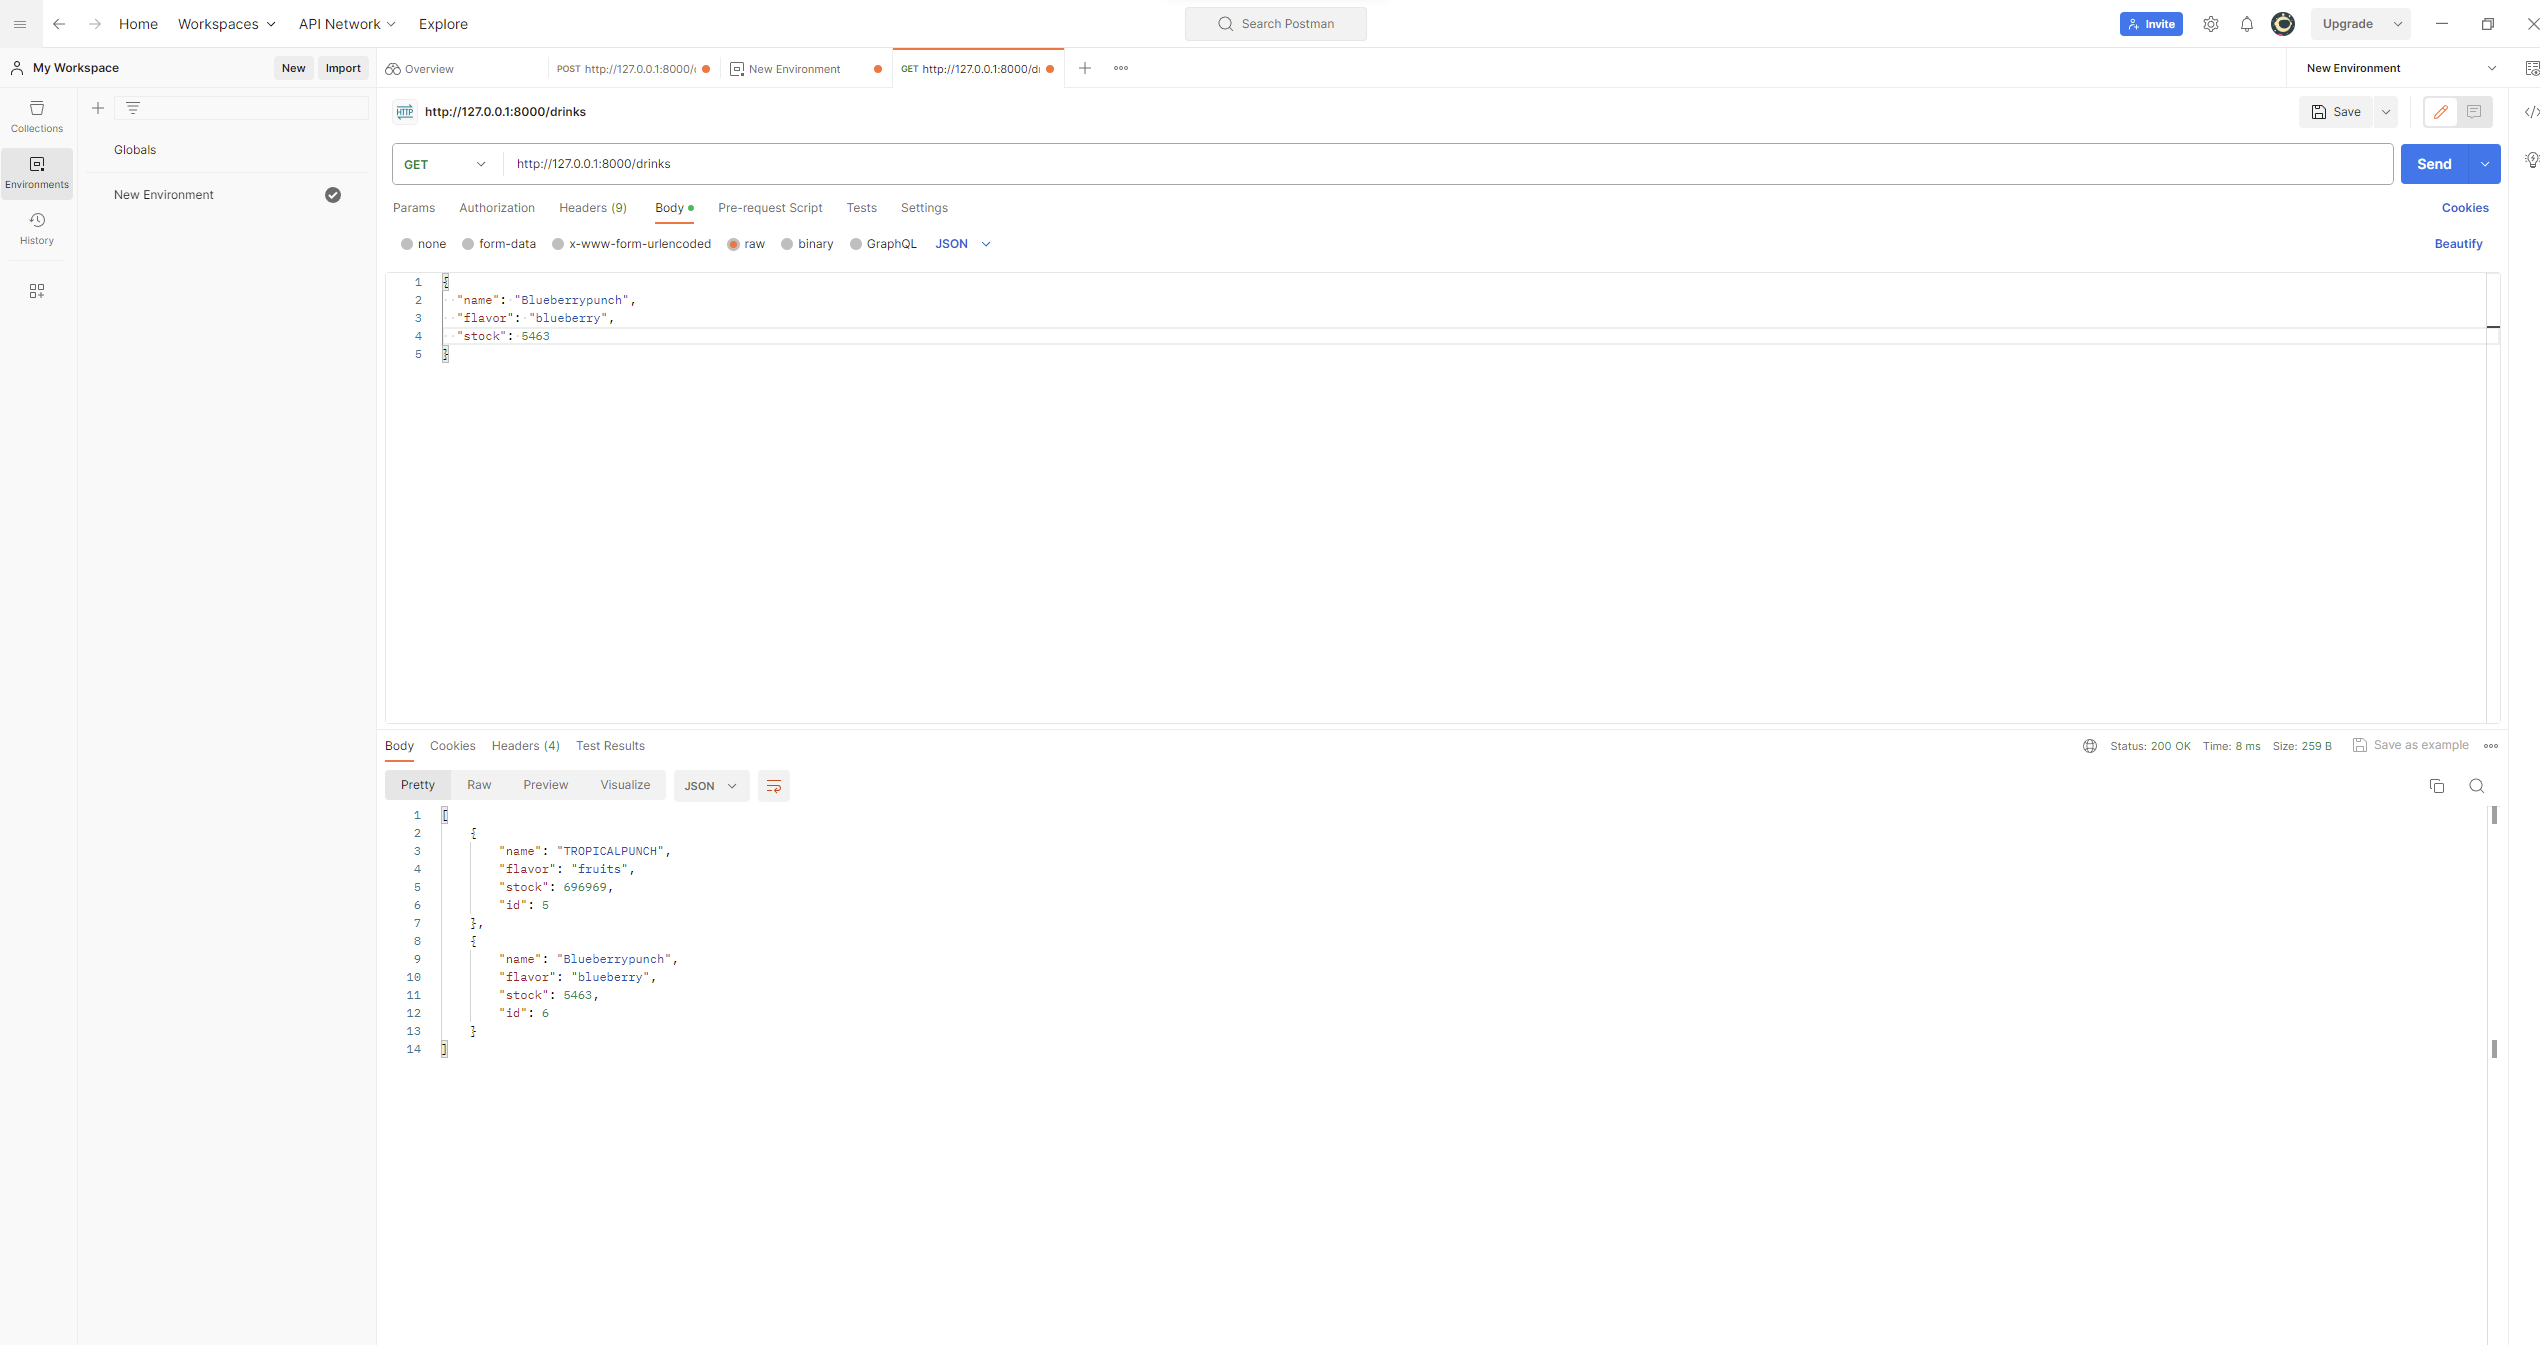 Home Workspaces API Network Explore Search Postman Invite Upgrade
My Workspace New Import Overview POST http://127.0.0.1:8000/ New Environment GET http://127.0.0.1:8000/d New Environment
Collections
Environments
History
Globals
New Environment
HTTP http://127.0.0.1:8000/drinks Save
GET http://127.0.0.1:8000/drinks Send
Params Authorization Headers (9) Body Pre-request Script Tests Settings Cookies
none form-data x-www-form-urlencoded raw binary GraphQL JSON Beautify
1 {
2 "name": "Blueberrypunch",
3 "flavor": "blueberry",
4 "stock": 5463
5 }
Body Cookies Headers (4) Test Results Status: 200 OK Time: 8 ms Size: 259 B Save as example
Pretty Raw Preview Visualize JSON
1 [
2 {
3 "name": "TROPICALPUNCH",
4 "flavor": "fruits",
5 "stock": 696969,
6 "id": 5
7 },
8 {
9 "name": "Blueberrypunch",
10 "flavor": "blueberry",
11 "stock": 5463,
12 "id": 6
13 }
14 ]